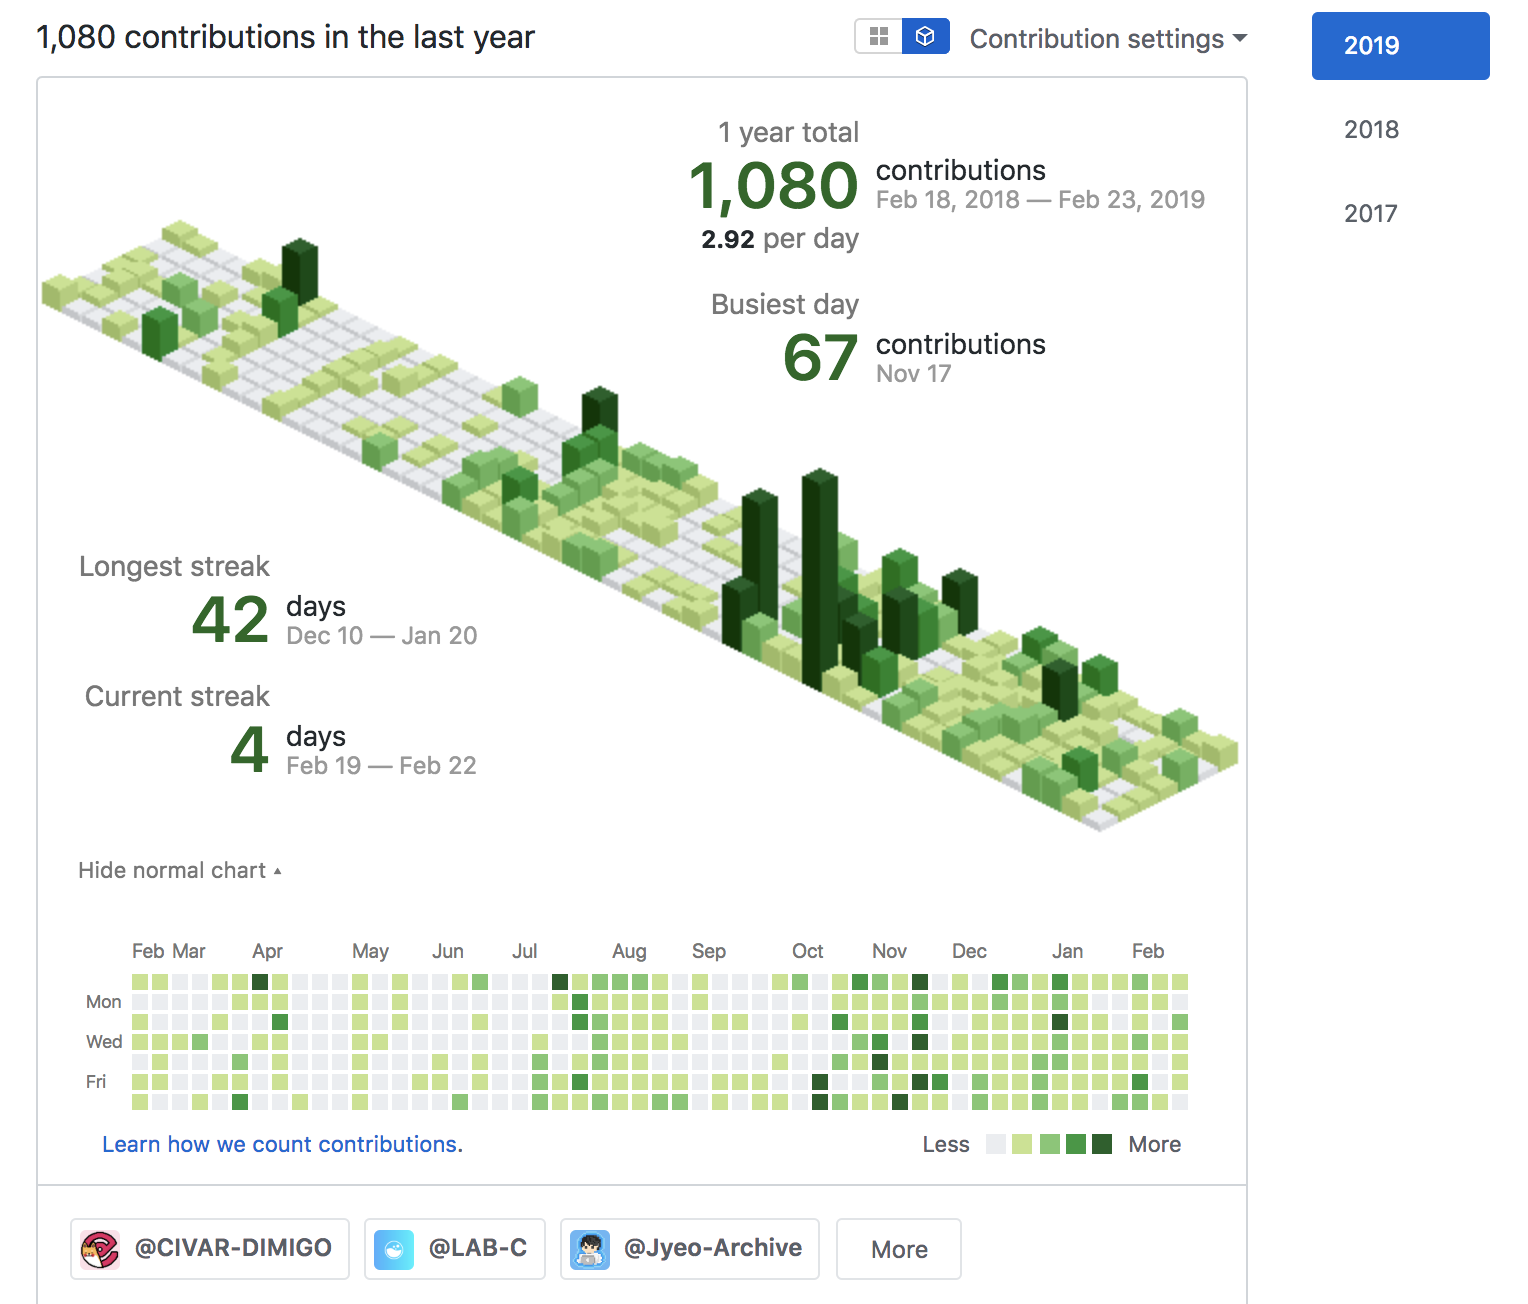 1,080 contributions in the last year
Contribution settings
2019
2018
2017
1 year total
1,080 contributions
Feb 18, 2018 — Feb 23, 2019
2.92 per day
Busiest day
67 contributions
Nov 17
Longest streak
42 days
Dec 10 — Jan 20
Current streak
4 days
Feb 19 — Feb 22
Hide normal chart
Feb Mar Apr May Jun Jul Aug Sep Oct Nov Dec Jan Feb
Mon
Wed
Fri
Learn how we count contributions.
Less More
@CIVAR-DIMIGO @LAB-C @Jyeo-Archive More